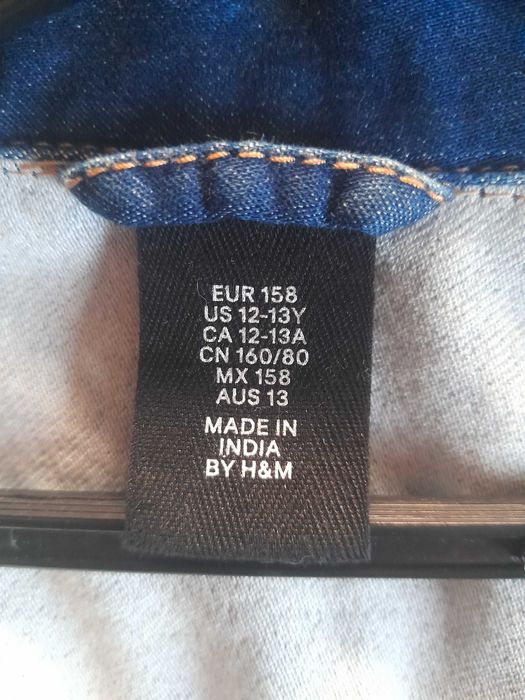 EUR 158
US 12-13Y
CA 12-13A
CN 160/80
MX 158
AUS 13
MADE IN
INDIA
BY H&M